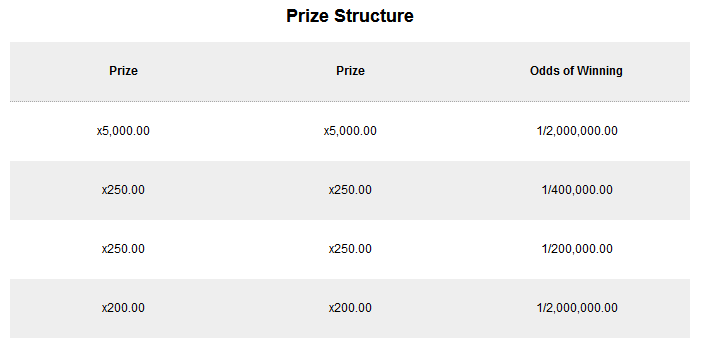 Prize Structure
Prize Prize Odds of Winning
x5,000.00 x5,000.00 1/2,000,000.00
x250.00 x250.00 1/400,000.00
x250.00 x250.00 1/200,000.00
x200.00 x200.00 1/2,000,000.00